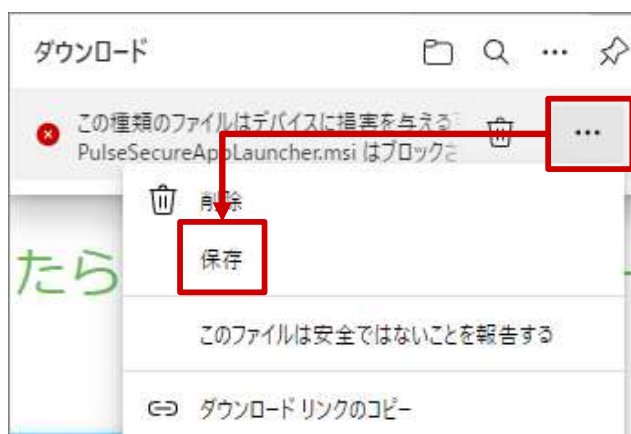 ダウンロード
この種類のファイルはデバイスに損害を与える
PulseSecureAppLauncher.msi はブロックさ
削除
保存
たら
このファイルは安全ではないことを報告する
ダウンロード リンクのコピー